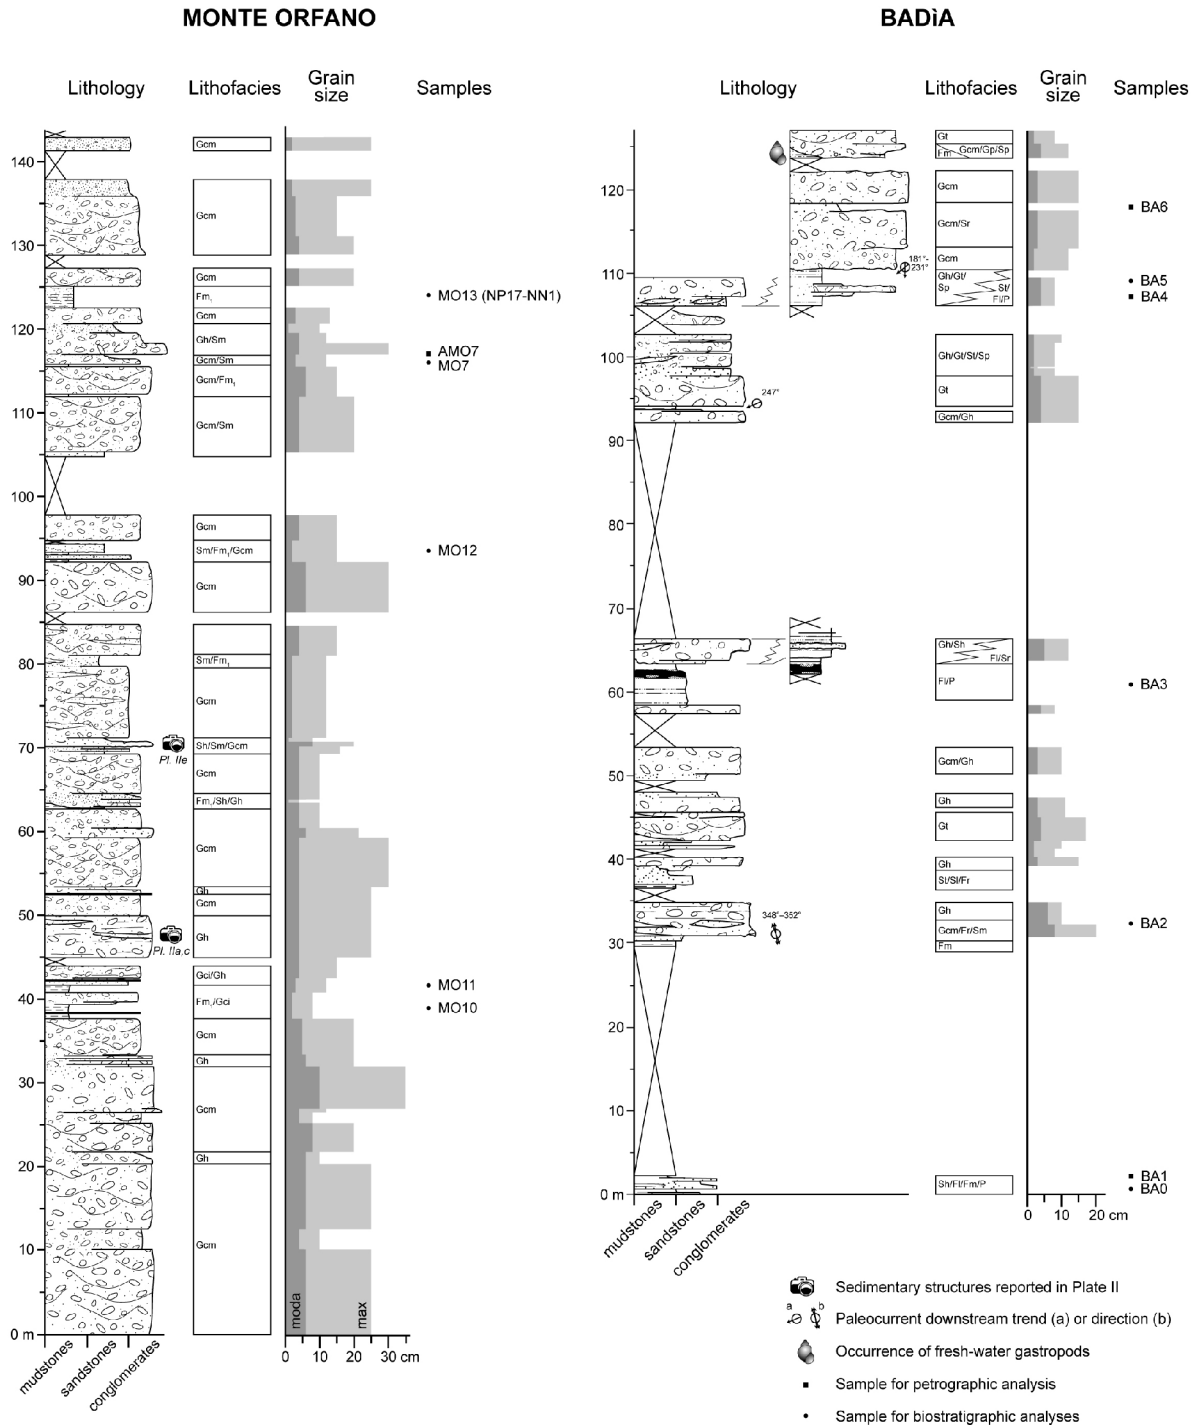 MONTE ORFANO
Lithology
Lithofacies
Grain size
Samples
140
130
120
110
100
90
80
70
60
50
40
30
20
10
0 m
Gcm
Gcm
Gcm
Fm,
Gcm
Gh/Sm
Gcm/Sm
Gcm/Fm,
Gcm/Sm
Gcm
Sm/Fm,/Gcm
Gcm
Sm/Fm,
Gcm
Sh/Sm/Gcm
Gcm
Fm,/Sh/Gh
Gcm
Gh
Gcm
Gh
Gci/Gh
Fm,/Gci
Gcm
Gh
Gcm
Gh
Gcm
Pl. IIe
Pl. IIa,c
MO13 (NP17-NN1)
AMO7
MO7
MO12
MO11
MO10
moda
max
0 10 20 30 cm
mudstones
sandstones
conglomerates
BADìA
Lithology
Lithofacies
Grain size
Samples
120
110
100
90
80
70
60
50
40
30
20
10
0 m
181°-
231°
247°
348°-352°
Gt
Fm Gcm/Gp/Sp
Gcm
Gcm/Sr
Gcm
Gh/Gt/
Sp St/
Fl/P
Gh/Gt/St/Sp
Gt
Gcm/Gh
Gh/Sh
Fl/Sr
Fl/P
Gcm/Gh
Gh
Gt
Gh
St/Sl/Fr
Gh
Gcm/Fr/Sm
Fm
Sh/Fl/Fm/P
BA6
BA5
BA4
BA3
BA2
BA1
BA0
0 10 20 cm
mudstones
sandstones
conglomerates
Sedimentary structures reported in Plate II
a b
Paleocurrent downstream trend (a) or direction (b)
Occurrence of fresh-water gastropods
Sample for petrographic analysis
Sample for biostratigraphic analyses